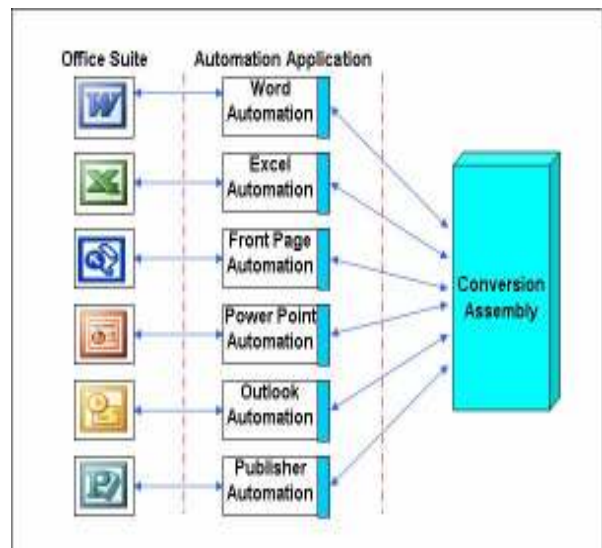 Office Suite
Automation Application
Word
Automation
Excel
Automation
Front Page
Automation
Power Point
Automation
Outlook
Automation
Publisher
Automation
Conversion
Assembly